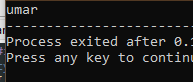 umar
--------------------------------
Process exited after 0.1
Press any key to continu